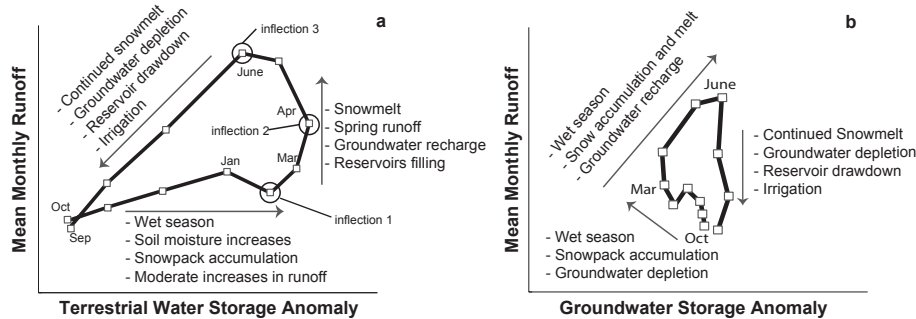 a
inflection 3
- Continued snowmelt
- Groundwater depletion
- Reservoir drawdown
- Irrigation
June
Apr
inflection 2
- Snowmelt
- Spring runoff
- Groundwater recharge
- Reservoirs filling
Jan
Mar
Oct
Sep
inflection 1
- Wet season
- Soil moisture increases
- Snowpack accumulation
- Moderate increases in runoff
Mean Monthly Runoff
Terrestrial Water Storage Anomaly
b
- Wet season
- Snow accumulation and melt
- Groundwater recharge
June
- Continued Snowmelt
- Groundwater depletion
- Reservoir drawdown
- Irrigation
Mar
Oct
- Wet season
- Snowpack accumulation
- Groundwater depletion
Mean Monthly Runoff
Groundwater Storage Anomaly